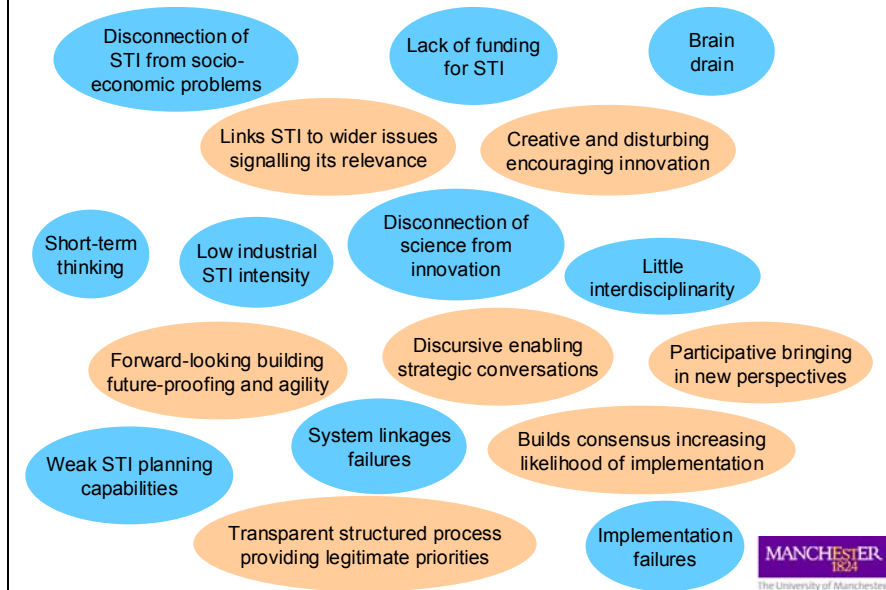 Disconnection of
STI from socio-
economic problems
Lack of funding
for STI
Brain
drain
Links STI to wider issues
signalling its relevance
Creative and disturbing
encouraging innovation
Short-term
thinking
Low industrial
STI intensity
Disconnection of
science from
innovation
Little
interdisciplinarity
Forward-looking building
future-proofing and agility
Discursive enabling
strategic conversations
Participative bringing
in new perspectives
Weak STI planning
capabilities
System linkages
failures
Builds consensus increasing
likelihood of implementation
Transparent structured process
providing legitimate priorities
Implementation
failures
MANCHESTER
1824
The University of Manchester